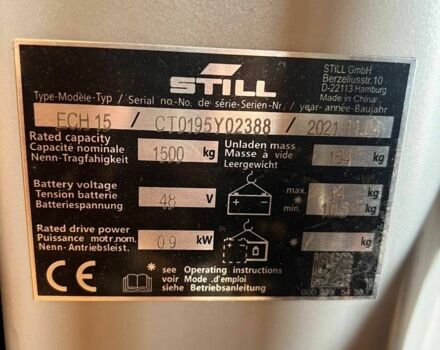 STILL
STILL GmbH
Berzeliusstr.10
D-22113 Hamburg
Made in China
Type-Modèle-Typ / Serial no.-No. de série-Serien-Nr. / year-année-Baujahr
ECH 15 / CT0195Y02388 / 2021
Rated capacity
Capacité nominale
Nenn-Tragfähigkeit
1500 kg
Unladen mass
Masse à vide
Leergewicht
kg
Battery voltage
Tension batterie
Batteriespannung
48 V
max.
kg
* min.
kg
Rated drive power
Puissance motr.nom.
Nenn-Antriebsleist.
0.9 kW
* / kg
CE
* see Operating instructions
voir Mode d'emploi
siehe Betriebsanleitung